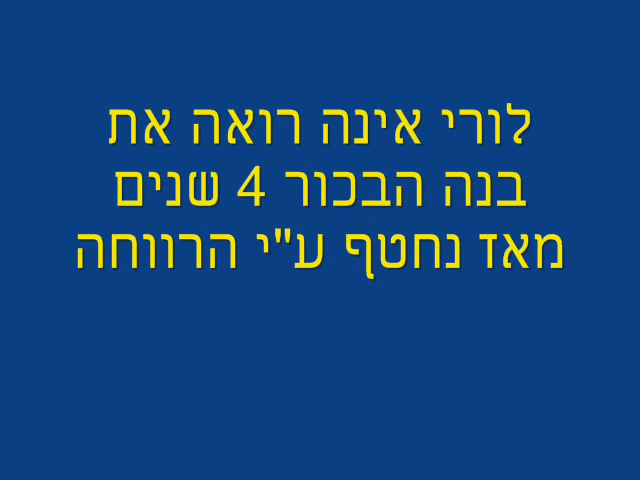 לורי אינה רואה את
בנה הבכור 4 שנים
מאז נחטף ע"י הרווחה